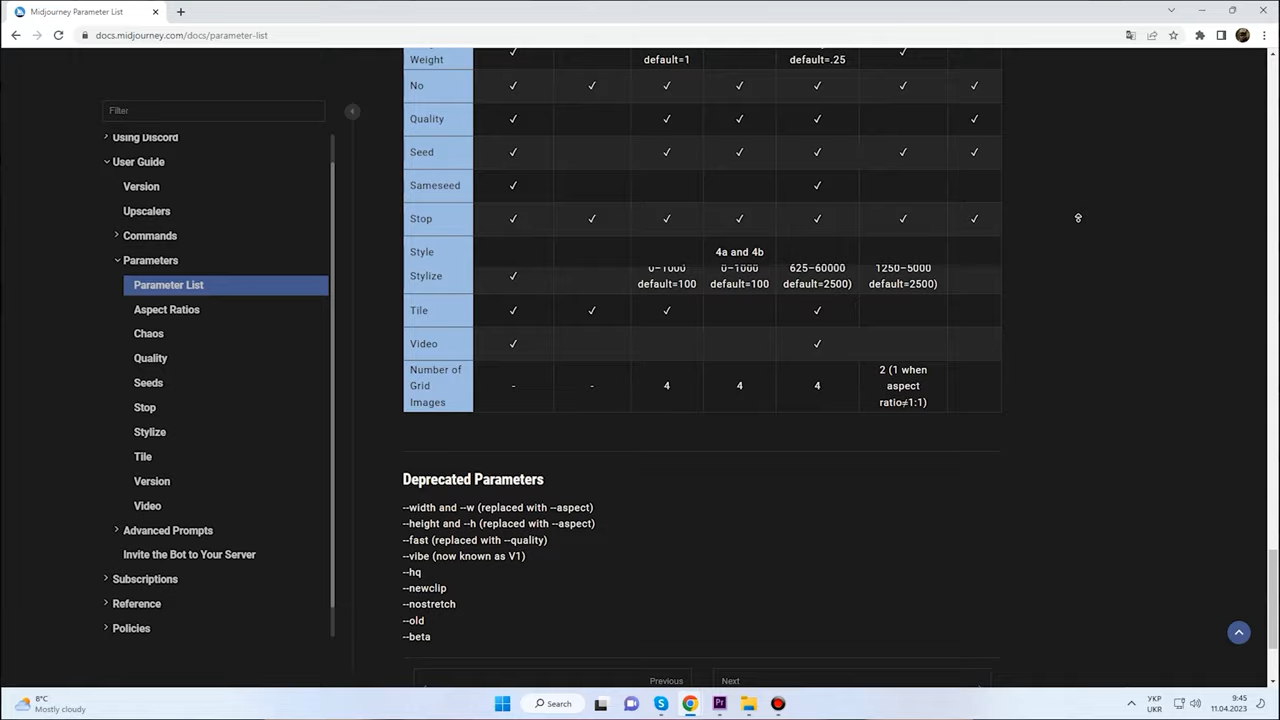 Midjourney Parameter List
docs.midjourney.com/docs/parameter-list
Filter
Using Discord
User Guide
Version
Upscalers
Commands
Parameters
Parameter List
Aspect Ratios
Chaos
Quality
Seeds
Stop
Stylize
Tile
Version
Video
Advanced Prompts
Invite the Bot to Your Server
Subscriptions
Reference
Policies
Weight ✓ default=1 default=.25 ✓
No ✓ ✓ ✓ ✓ ✓ ✓ ✓
Quality ✓ ✓ ✓ ✓ ✓
Seed ✓ ✓ ✓ ✓ ✓ ✓
Sameseed ✓ ✓
Stop ✓ ✓ ✓ ✓ ✓ ✓ ✓
Style 4a and 4b
0–1000 0–1000 625–60000 1250–5000
Stylize ✓
default=100 default=100 default=2500) default=2500)
Tile ✓ ✓ ✓ ✓
Video ✓ ✓
Number of 2 (1 when
Grid - - 4 4 4 aspect
Images ratio≠1:1)
Deprecated Parameters
--width and --w (replaced with --aspect)
--height and --h (replaced with --aspect)
--fast (replaced with --quality)
--vibe (now known as V1)
--hq
--newclip
--nostretch
--old
--beta
Previous
Next
8°C
Mostly cloudy
Search
УКР
UKR
9:45
11.04.2023